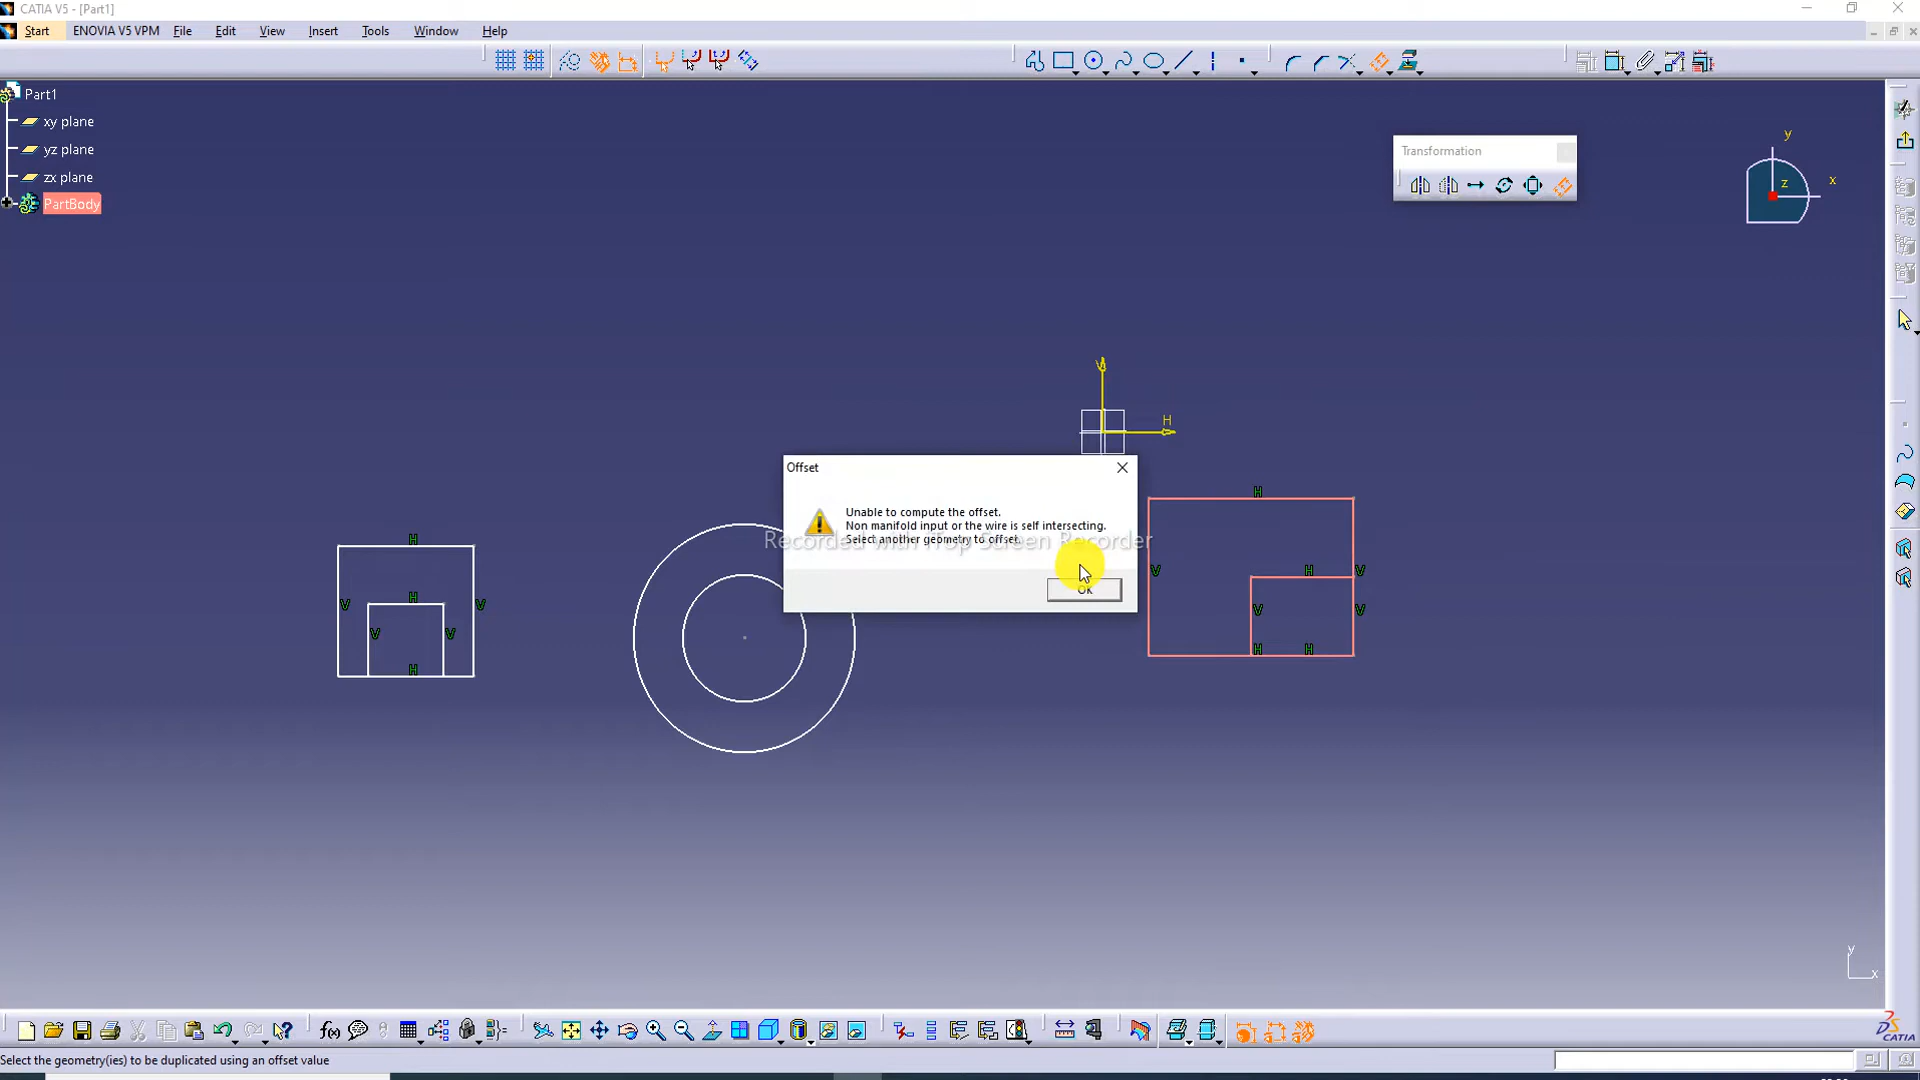 CATIA V5 - [Part1]
Start ENOVIA V5 VPM File Edit View Insert Tools Window Help
Part1
xy plane
yz plane
zx plane
PartBody
Transformation
y
x
z
V
H
Offset
Unable to compute the offset.
Non manifold input or the wire is self intersecting.
Select another geometry to offset.
Recorded with iTop Screen Recorder
OK
H
V
H
V
V
V
H
H
V
H
V
V
V
H
H
y
x
f(x)
DS
CATIA
Select the geometry(ies) to be duplicated using an offset value